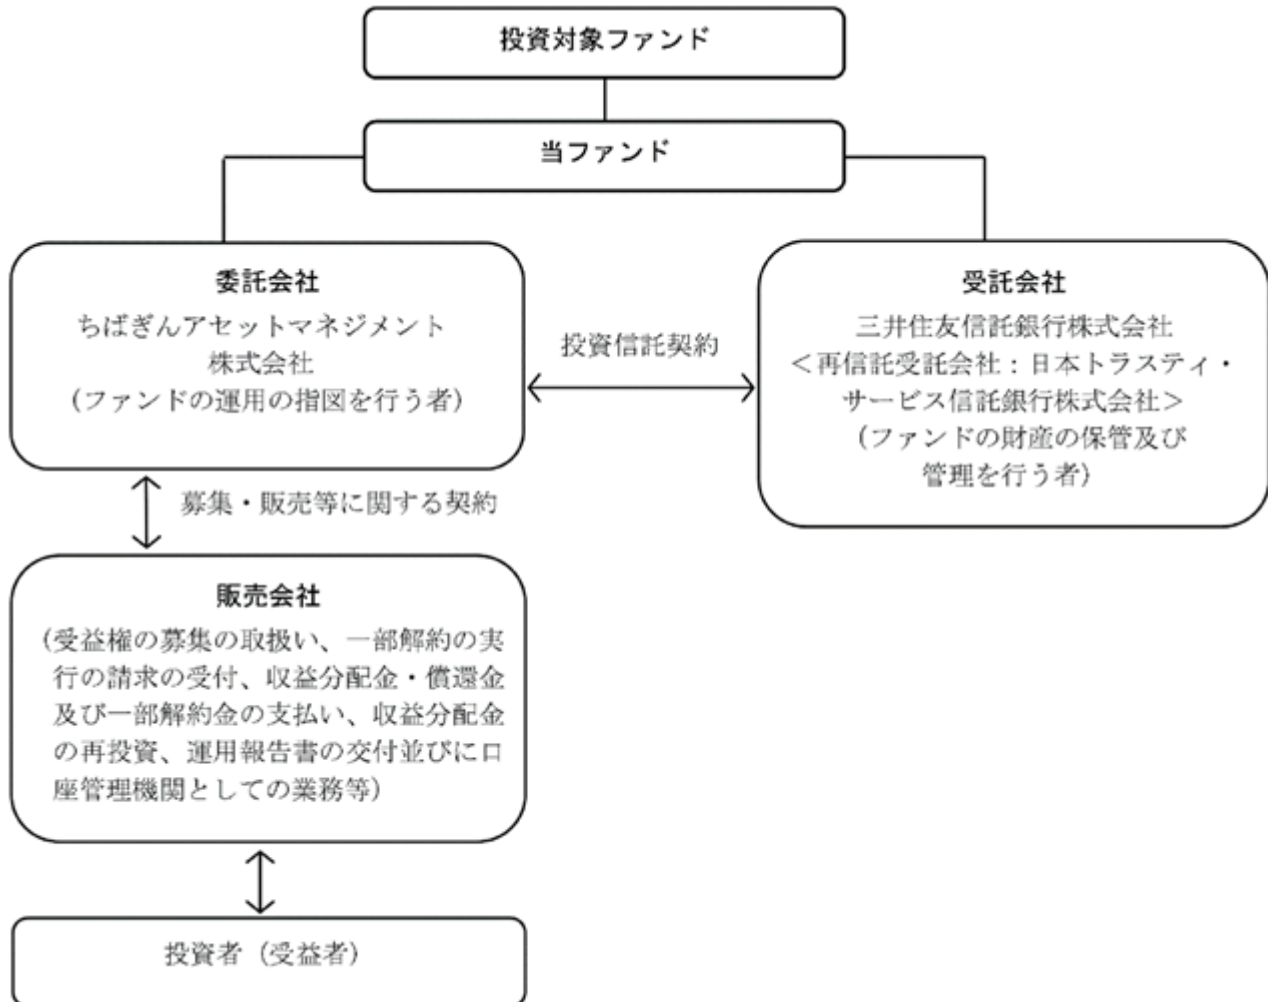 投資対象ファンド
当ファンド
委託会社
ちばぎんアセットマネジメント
株式会社
(ファンドの運用の指図を行う者)
投資信託契約
受託会社
三井住友信託銀行株式会社
<再信託受託会社:日本トラスティ・
サービス信託銀行株式会社>
(ファンドの財産の保管及び
管理を行う者)
募集・販売等に関する契約
販売会社
(受益権の募集の取扱い、一部解約の実
行の請求の受付、収益分配金・償還金
及び一部解約金の支払い、収益分配金
の再投資、運用報告書の交付並びに口
座管理機関としての業務等)
投資者(受益者)